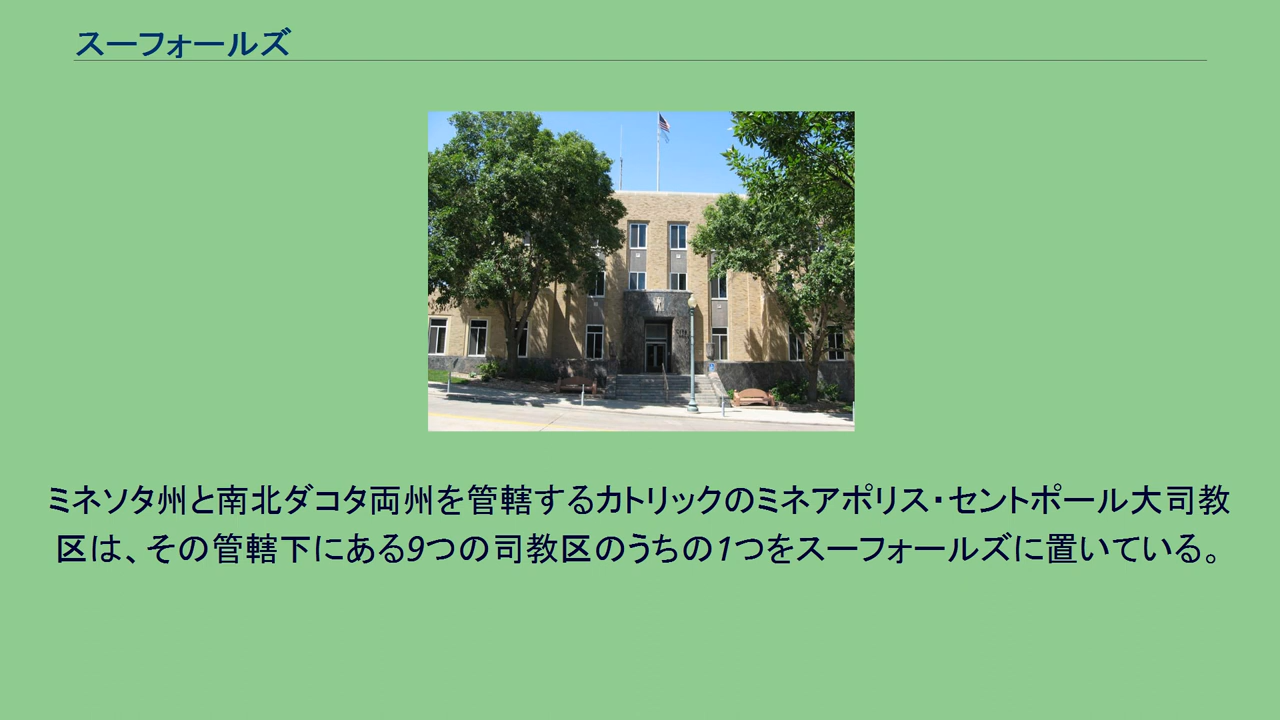 スーフォールズ
ミネソタ州と南北ダコタ両州を管轄するカトリックのミネアポリス・セントポール大司教
区は、その管轄下にある9つの司教区のうちの1つをスーフォールズに置いている。